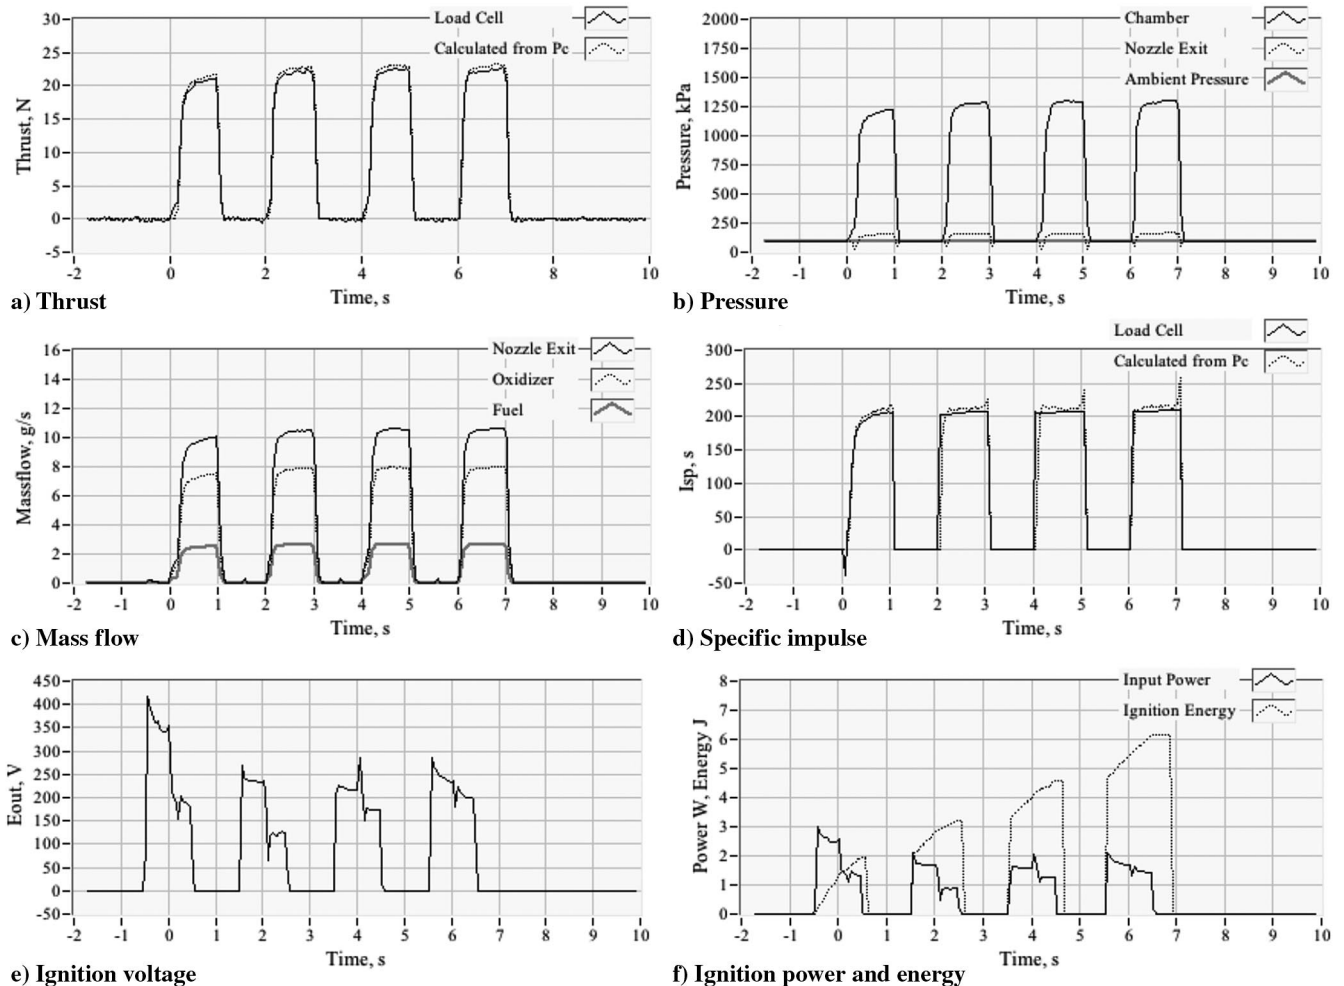 Load Cell
Calculated from Pc
Thrust, N
30
25
20
15
10
5
0
-5
-2 0 2 4 6 8 10
Time, s
a) Thrust
Chamber
Nozzle Exit
Ambient Pressure
Pressure, kPa
2000
1750
1500
1250
1000
750
500
250
0
-2 -1 0 1 2 3 4 5 6 7 8 9 10
Time, s
b) Pressure
Nozzle Exit
Oxidizer
Fuel
Massflow, g/s
16
14
12
10
8
6
4
2
0
-2 -1 0 1 2 3 4 5 6 7 8 9 10
Time, s
c) Mass flow
Load Cell
Calculated from Pc
Isp, s
300
250
200
150
100
50
0
-50
-2 -1 0 1 2 3 4 5 6 7 8 9 10
Time, s
d) Specific impulse
Eout, V
450
400
350
300
250
200
150
100
50
0
-50
-2 -1 0 1 2 3 4 5 6 7 8 9 10
Time, s
e) Ignition voltage
Input Power
Ignition Energy
Power W, Energy J
8
7
6
5
4
3
2
1
0
-2 -1 0 1 2 3 4 5 6 7 8 9 10
Time, s
f) Ignition power and energy